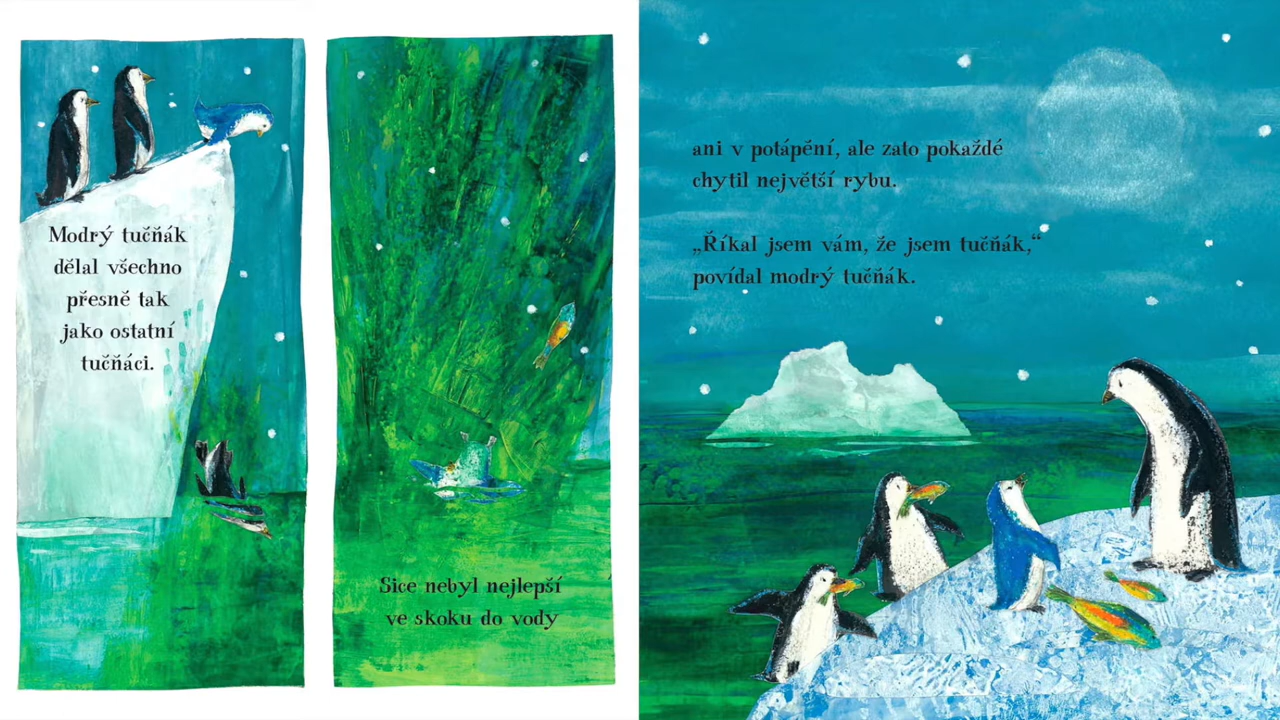 Modrý tučňák
dělal všechno
přesně tak
jako ostatní
tučňáci.
Sice nebyl nejlepší
ve skoku do vody
ani v potápění, ale zato pokaždé
chytil největší rybu.
„Říkal jsem vám, že jsem tučňák,“
povídal modrý tučňák.